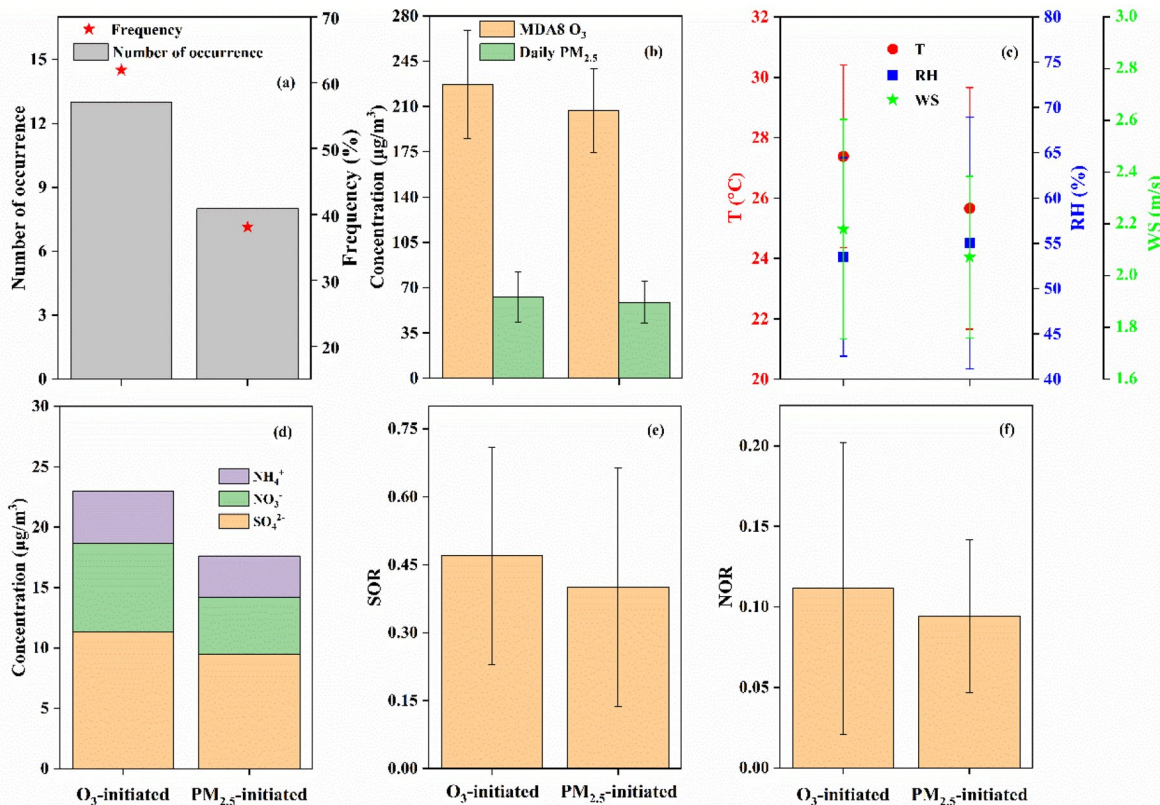 Number of occurrence
15
12
9
6
3
0
Frequency
Number of occurrence
(a)
70
60
50
40
30
20
Frequency (%)
Concentration (μg/m³)
280
245
210
175
140
105
70
35
0
MDA8 O₃
Daily PM₂.₅
(b)
T (°C)
32
30
28
26
24
22
20
T
RH
WS
(c)
80
75
70
65
60
55
50
45
40
RH (%)
3.0
2.8
2.6
2.4
2.2
2.0
1.8
1.6
WS (m/s)
Concentration (μg/m³)
30
25
20
15
10
5
0
(d)
NH₄⁺
NO₃⁻
SO₄²⁻
O₃-initiated PM₂.₅-initiated
SOR
0.75
0.60
0.45
0.30
0.15
0.00
(e)
O₃-initiated PM₂.₅-initiated
NOR
0.20
0.15
0.10
0.05
0.00
(f)
O₃-initiated PM₂.₅-initiated